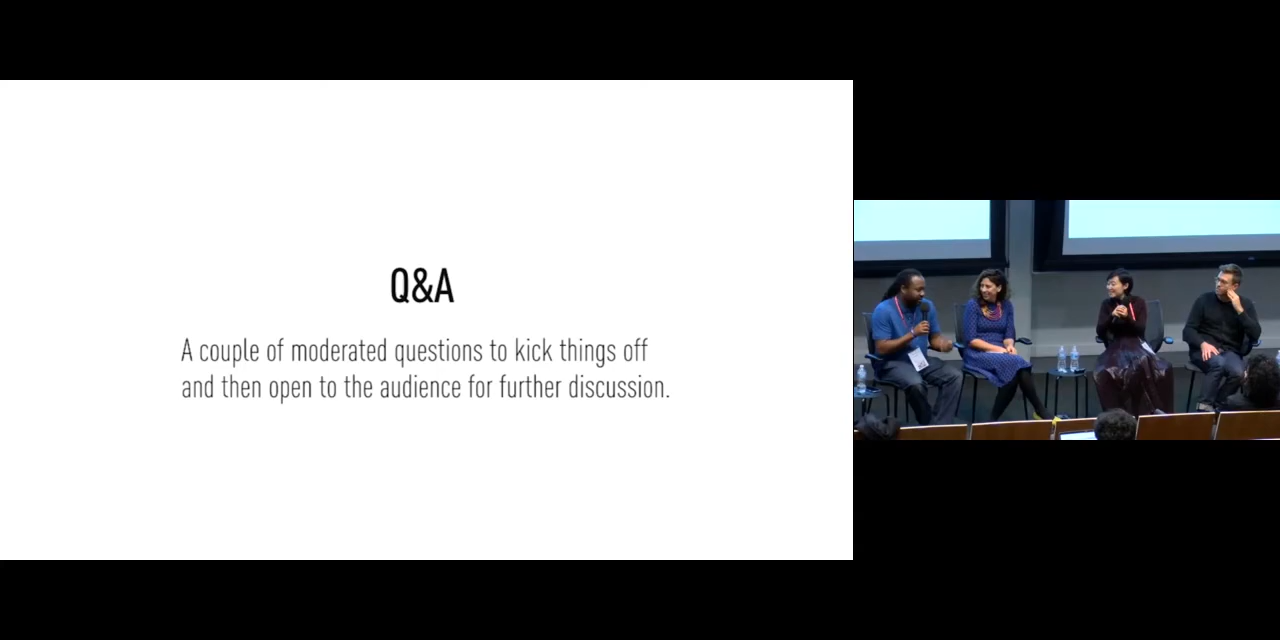 Q&A
A couple of moderated questions to kick things off
and then open to the audience for further discussion.